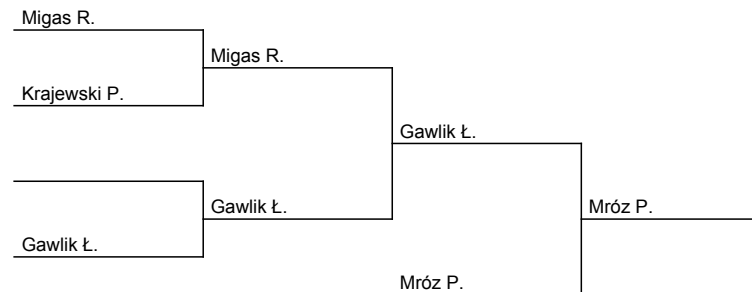 Migas R.
Migas R.
Krajewski P.
Gawlik Ł.
Gawlik Ł.
Mróz P.
Gawlik Ł.
Mróz P.